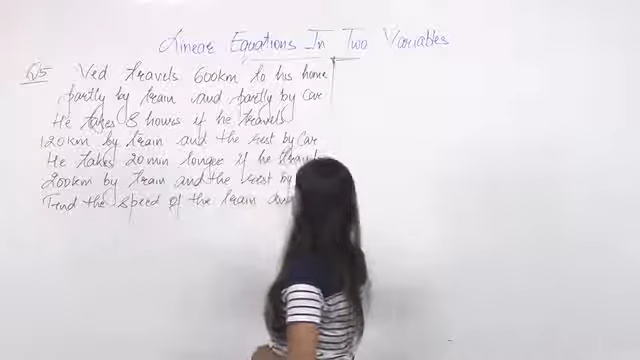 Linear Equations In Two Variables
Q5 Ved travels 600km to his home
partly by train and partly by car
He takes 8 hours if he travels
120km by train and the rest by car
He takes 20 min longer if he travels
200km by train and the rest by
Find the speed of the train and